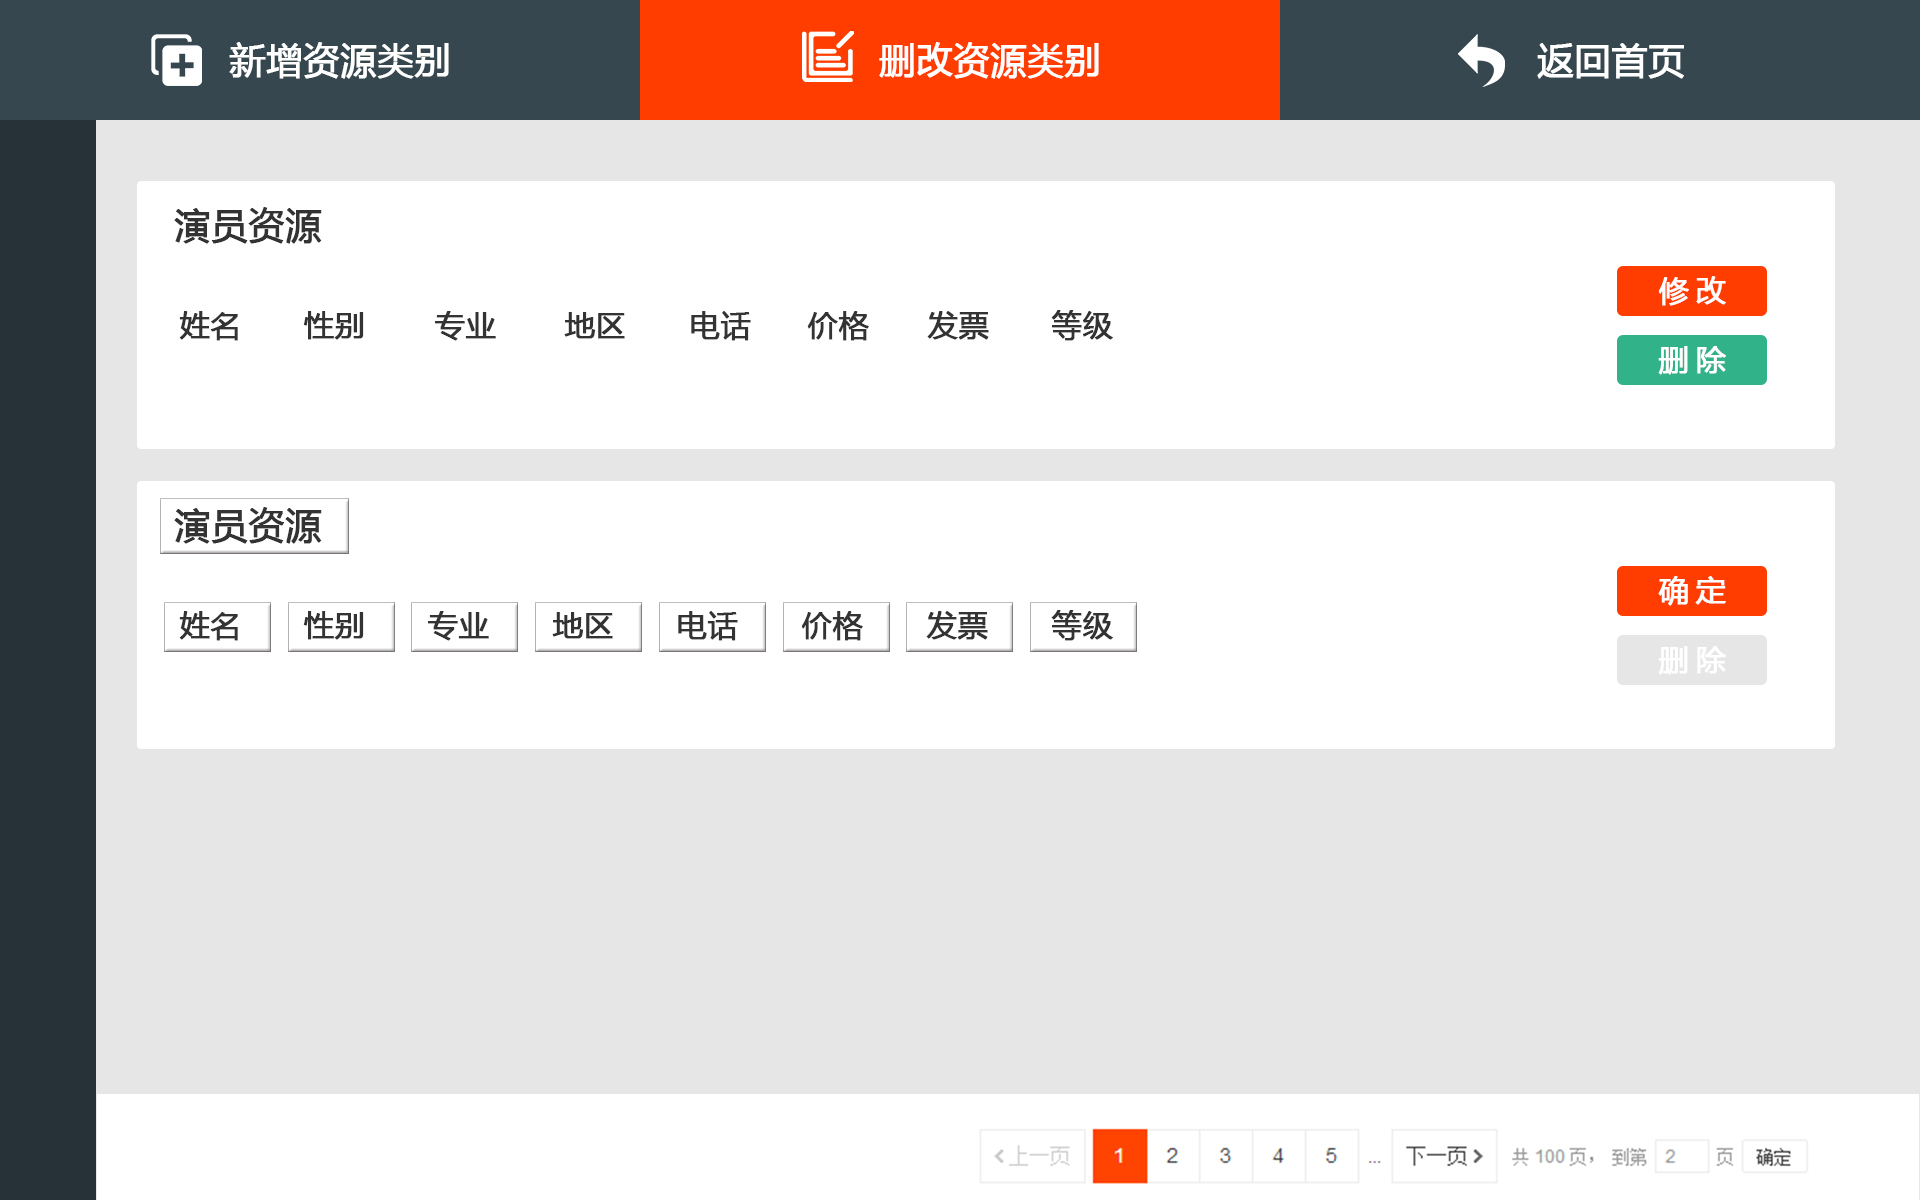 新增资源类别 删改资源类别 返回首页
演员资源
修改
姓名 性别 专业 地区 电话 价格 发票 等级
删除
演员资源
确定
姓名 性别 专业 地区 电话 价格 发票 等级
删除
上一页 1 2 3 4 5 ... 下一页 共 100 页， 到第 2 页 确定